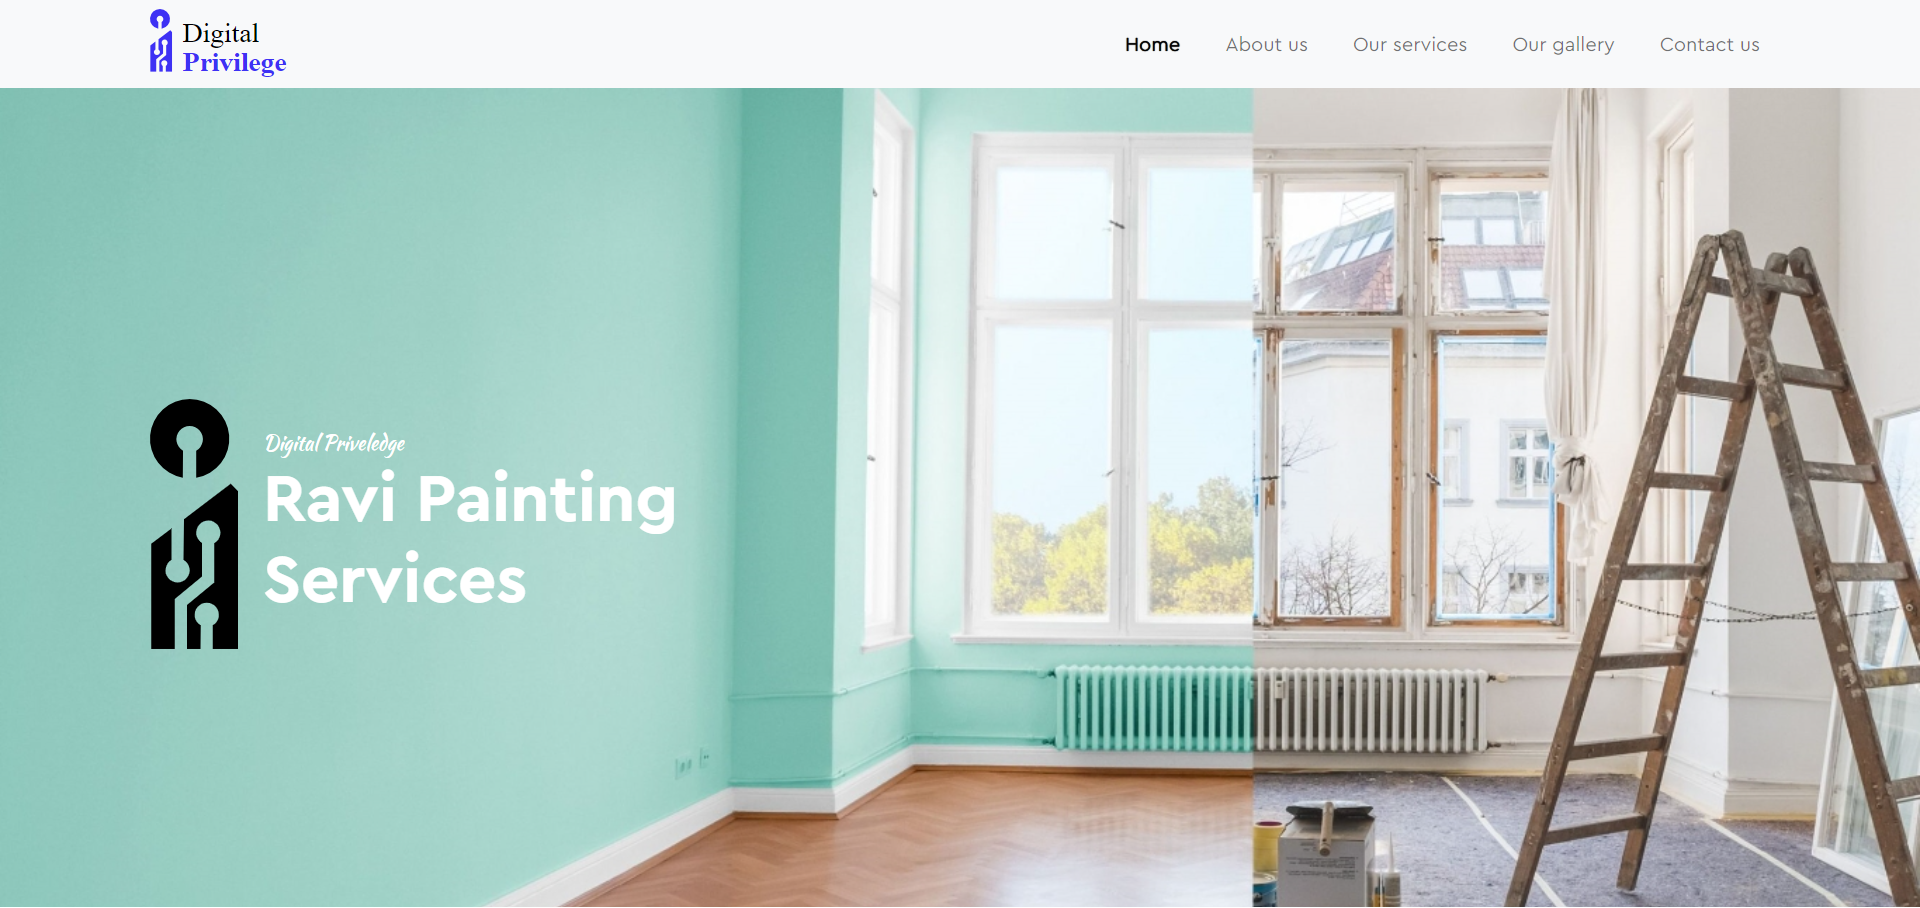 Digital
Privilege
Home About us Our services Our gallery Contact us
Digital Priveledge
Ravi Painting
Services